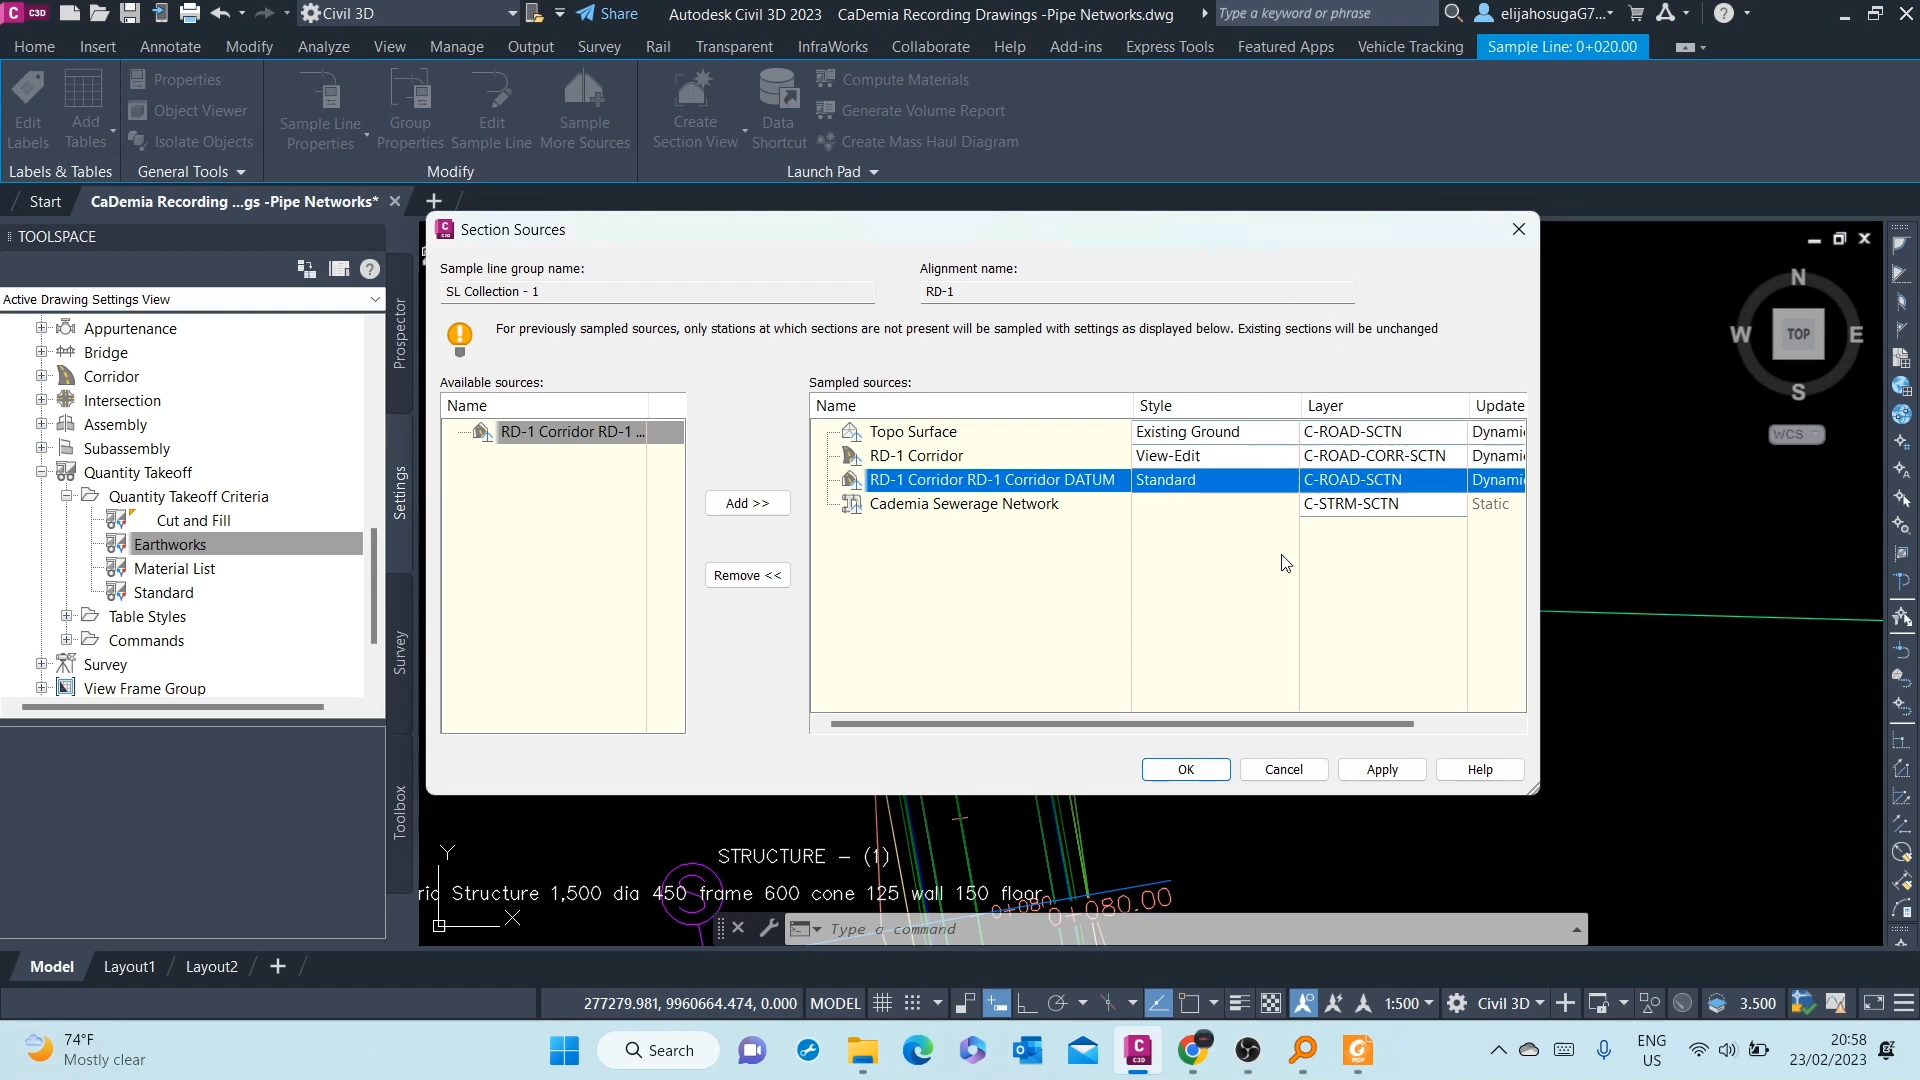 C3D
Civil 3D
Share
Autodesk Civil 3D 2023
CaDemia Recording Drawings -Pipe Networks.dwg
Type a keyword or phrase
elijahosugaG7...
Home
Insert
Annotate
Modify
Analyze
View
Manage
Output
Survey
Rail
Transparent
InfraWorks
Collaborate
Help
Add-ins
Express Tools
Featured Apps
Vehicle Tracking
Sample Line: 0+020.00
Edit
Labels
Add
Tables
Properties
Object Viewer
Isolate Objects
Sample Line
Properties
Group
Properties
Edit
Sample Line
Sample
More Sources
Create
Section View
Data
Shortcut
Compute Materials
Generate Volume Report
Create Mass Haul Diagram
Labels & Tables
General Tools
Modify
Launch Pad
Start
CaDemia Recording ...gs -Pipe Networks*
TOOLSPACE
Active Drawing Settings View
Appurtenance
Bridge
Corridor
Intersection
Assembly
Subassembly
Quantity Takeoff
Quantity Takeoff Criteria
Cut and Fill
Earthworks
Material List
Standard
Table Styles
Commands
Survey
View Frame Group
Prospector
Settings
Survey
Toolbox
Section Sources
Sample line group name:
Alignment name:
SL Collection - 1
RD-1
For previously sampled sources, only stations at which sections are not present will be sampled with settings as displayed below. Existing sections will be unchanged
Available sources:
Name
RD-1 Corridor RD-1 ...
Add >>
Remove <<
Sampled sources:
Name Style Layer Update
Topo Surface Existing Ground C-ROAD-SCTN Dynami
RD-1 Corridor View-Edit C-ROAD-CORR-SCTN Dynami
RD-1 Corridor RD-1 Corridor DATUM Standard C-ROAD-SCTN Dynami
Cademia Sewerage Network C-STRM-SCTN Static
OK
Cancel
Apply
Help
N
W
TOP
E
S
WCS
STRUCTURE - (1)
ric Structure 1,500 dia 450 frame 600 cone 125 wall 150 floor
S
0+080
0+080.00
Y
X
Type a command
Model
Layout1
Layout2
277279.981, 9960664.474, 0.000
MODEL
1:500
Civil 3D
3.500
74°F
Mostly clear
Search
C3D
PDF
ENG
US
20:58
23/02/2023